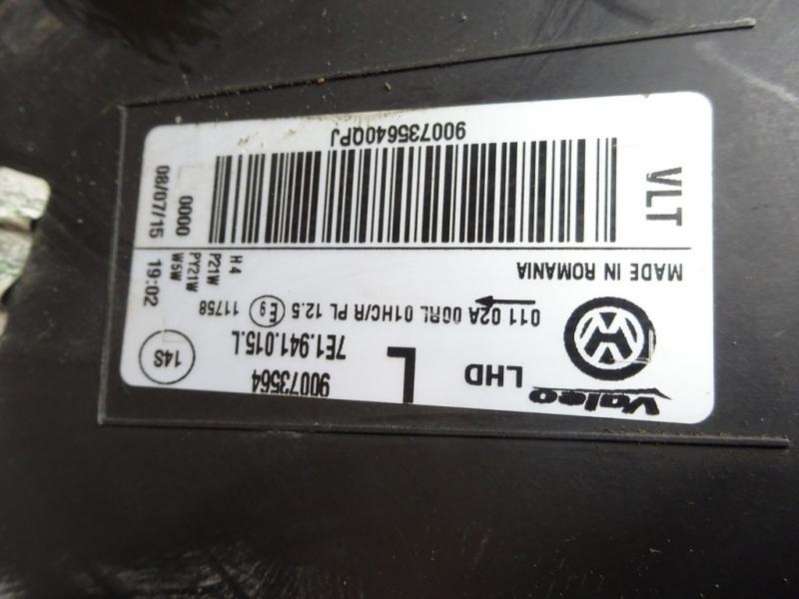 Valeo
LHD
L
90073564
7E1.941.015.L
14S
011 02A 00RL 01HC/R PL 12.5 E9 11758
MADE IN ROMANIA
H4
P21W
PY21W
W5W
19:02
VLT
0000
08/07/15
900735640QPJ